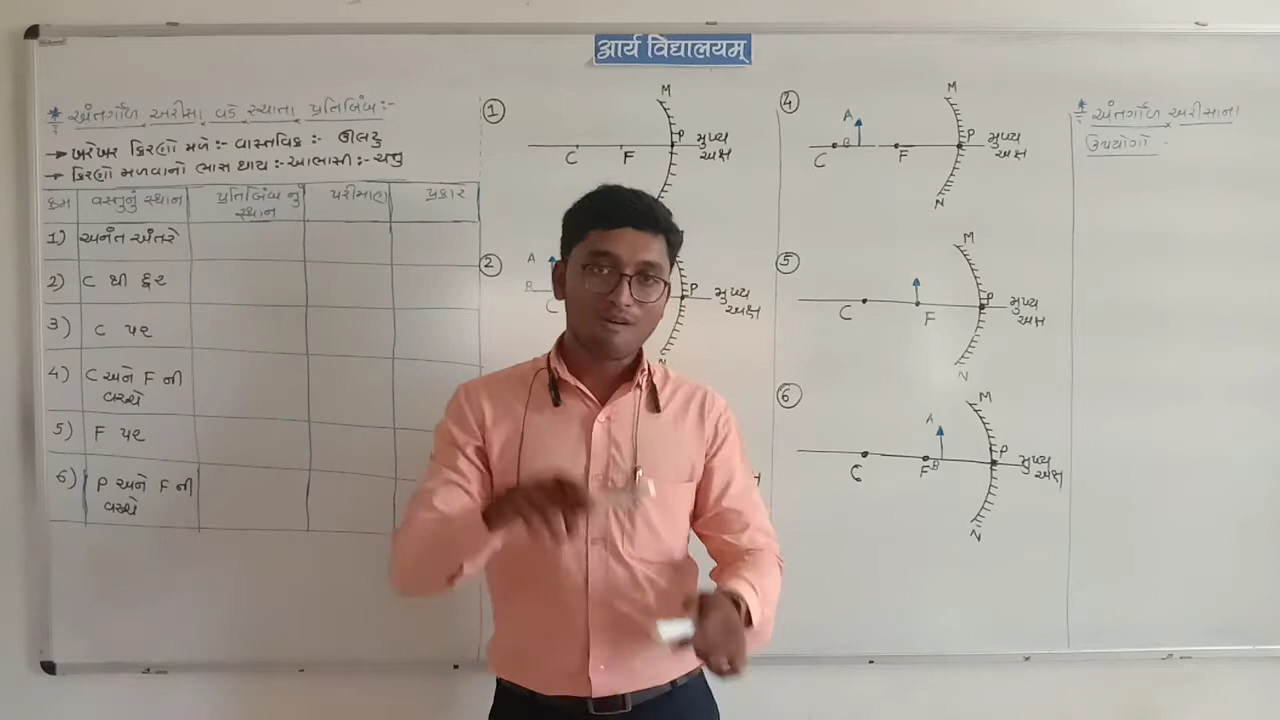 आर्य विद्यालयम्
* અંતર્ગોળ અરીસા વડે રચાતા પ્રતિબિંબ :-
→ ખરેખર કિરણો મળે :- વાસ્તવિક :- ઊલટુ
→ કિરણો મળવાનો ભાસ થાય :- આભાસી :- ચત્તુ
ક્રમ વસ્તુનું સ્થાન પ્રતિબિંબ નું સ્થાન પરીમાણ પ્રકાર
1) અનંત અંતરે
2) C થી દૂર
3) C પર
4) C અને F ની
વચ્ચે
5) F પર
6) P અને F ની
વચ્ચે
1
M
C F P મુખ્ય
અક્ષ
2
A
B
C
P મુખ્ય
અક્ષ
N
4
M
A
C B F P મુખ્ય
અક્ષ
N
5
M
C F P મુખ્ય
અક્ષ
N
6
M
A
C F B P મુખ્ય
અક્ષ
N
* અંતર્ગોળ અરીસાના
ઉપયોગો :-